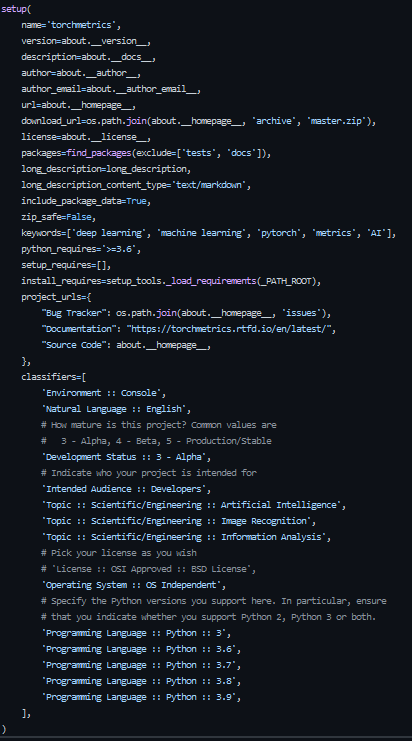 setup(
    name='torchmetrics',
    version=about.__version__,
    description=about.__docs__,
    author=about.__author__,
    author_email=about.__author_email__,
    url=about.__homepage__,
    download_url=os.path.join(about.__homepage__, 'archive', 'master.zip'),
    license=about.__license__,
    packages=find_packages(exclude=['tests', 'docs']),
    long_description=long_description,
    long_description_content_type='text/markdown',
    include_package_data=True,
    zip_safe=False,
    keywords=['deep learning', 'machine learning', 'pytorch', 'metrics', 'AI'],
    python_requires='>=3.6',
    setup_requires=[],
    install_requires=setup_tools._load_requirements(_PATH_ROOT),
    project_urls={
        "Bug Tracker": os.path.join(about.__homepage__, 'issues'),
        "Documentation": "https://torchmetrics.rtfd.io/en/latest/",
        "Source Code": about.__homepage__,
    },
    classifiers=[
        'Environment :: Console',
        'Natural Language :: English',
        # How mature is this project? Common values are
        #   3 - Alpha, 4 - Beta, 5 - Production/Stable
        'Development Status :: 3 - Alpha',
        # Indicate who your project is intended for
        'Intended Audience :: Developers',
        'Topic :: Scientific/Engineering :: Artificial Intelligence',
        'Topic :: Scientific/Engineering :: Image Recognition',
        'Topic :: Scientific/Engineering :: Information Analysis',
        # Pick your license as you wish
        # 'License :: OSI Approved :: BSD License',
        'Operating System :: OS Independent',
        # Specify the Python versions you support here. In particular, ensure
        # that you indicate whether you support Python 2, Python 3 or both.
        'Programming Language :: Python :: 3',
        'Programming Language :: Python :: 3.6',
        'Programming Language :: Python :: 3.7',
        'Programming Language :: Python :: 3.8',
        'Programming Language :: Python :: 3.9',
    ],
)